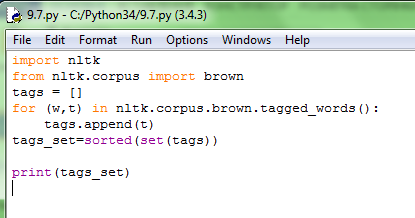 9.7.py - C:/Python34/9.7.py (3.4.3)
File Edit Format Run Options Windows Help
import nltk
from nltk.corpus import brown
tags = []
for (w,t) in nltk.corpus.brown.tagged_words():
    tags.append(t)
tags_set=sorted(set(tags))

print(tags_set)